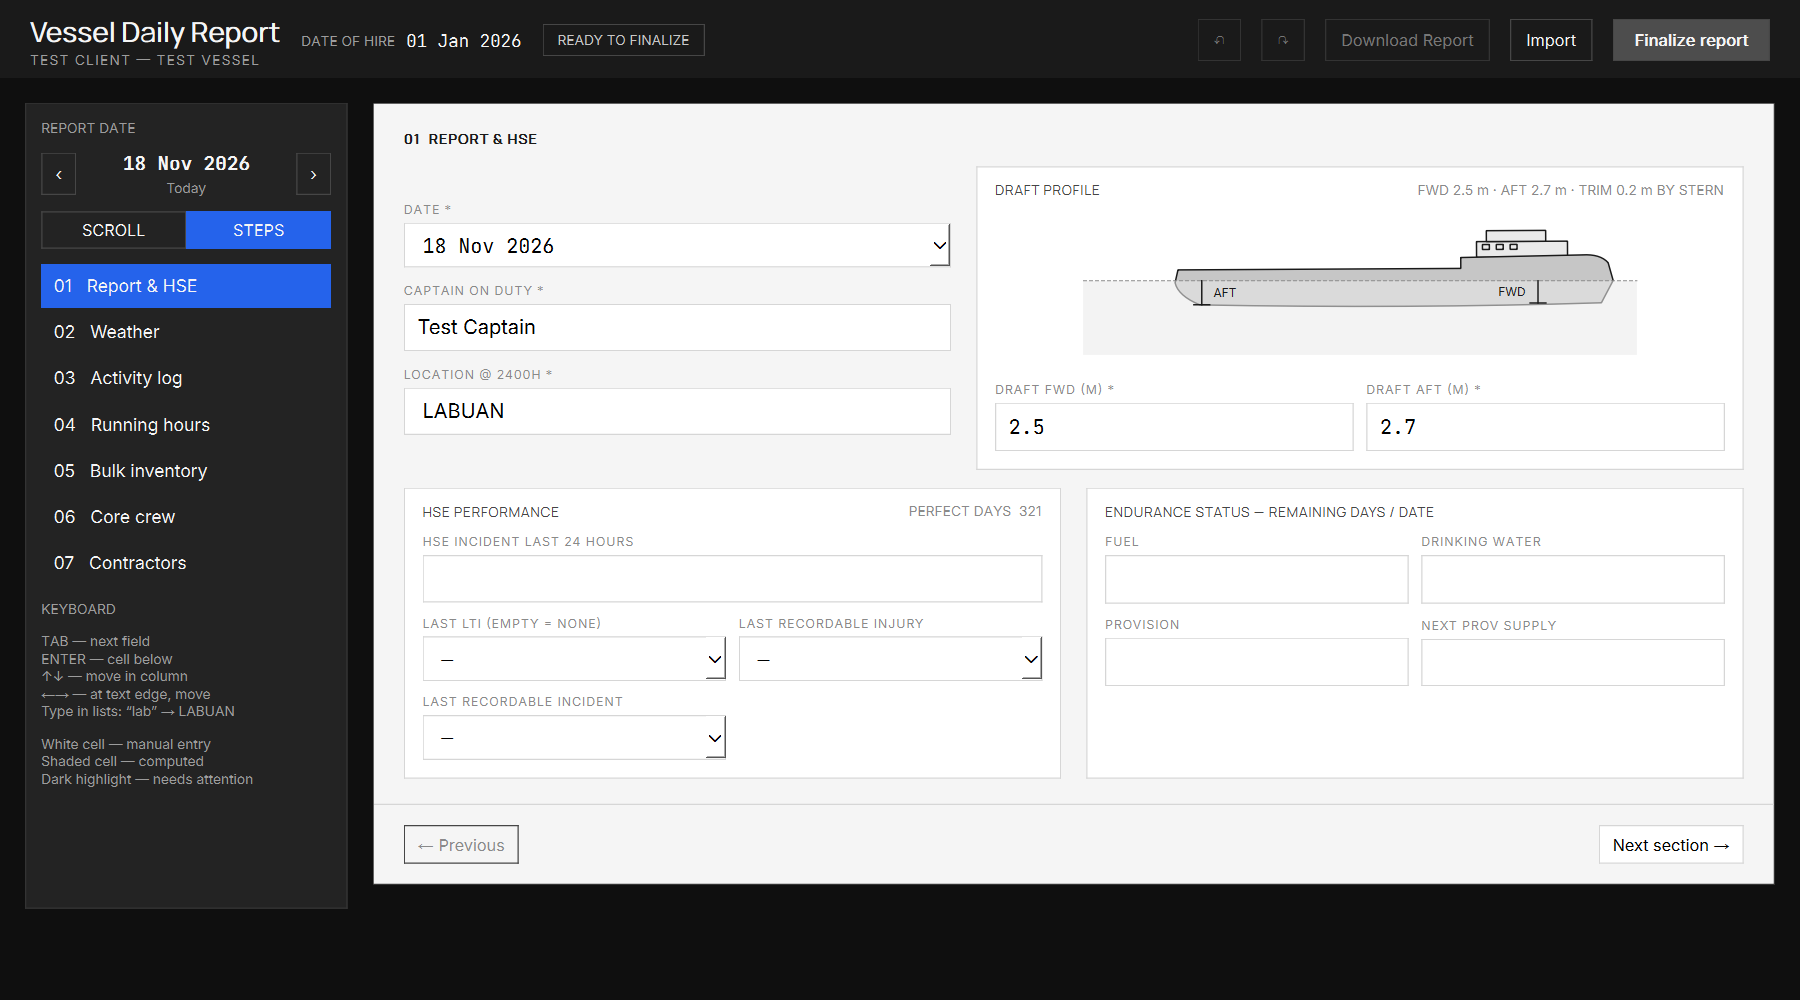 Vessel Daily Report
TEST CLIENT — TEST VESSEL
DATE OF HIRE 01 Jan 2026
READY TO FINALIZE
Download Report
Import
Finalize report
REPORT DATE
‹
18 Nov 2026
Today
›
SCROLL
STEPS
01 Report & HSE
02 Weather
03 Activity log
04 Running hours
05 Bulk inventory
06 Core crew
07 Contractors
KEYBOARD
TAB — next field
ENTER — cell below
↑↓ — move in column
←→ — at text edge, move
Type in lists: “lab” → LABUAN
White cell — manual entry
Shaded cell — computed
Dark highlight — needs attention
01 REPORT & HSE
DATE *
18 Nov 2026
CAPTAIN ON DUTY *
Test Captain
LOCATION @ 2400H *
LABUAN
DRAFT PROFILE
FWD 2.5 m · AFT 2.7 m · TRIM 0.2 m BY STERN
AFT
FWD
DRAFT FWD (M) *
2.5
DRAFT AFT (M) *
2.7
HSE PERFORMANCE
PERFECT DAYS 321
HSE INCIDENT LAST 24 HOURS
LAST LTI (EMPTY = NONE)
—
LAST RECORDABLE INJURY
—
LAST RECORDABLE INCIDENT
—
ENDURANCE STATUS — REMAINING DAYS / DATE
FUEL
DRINKING WATER
PROVISION
NEXT PROV SUPPLY
← Previous
Next section →